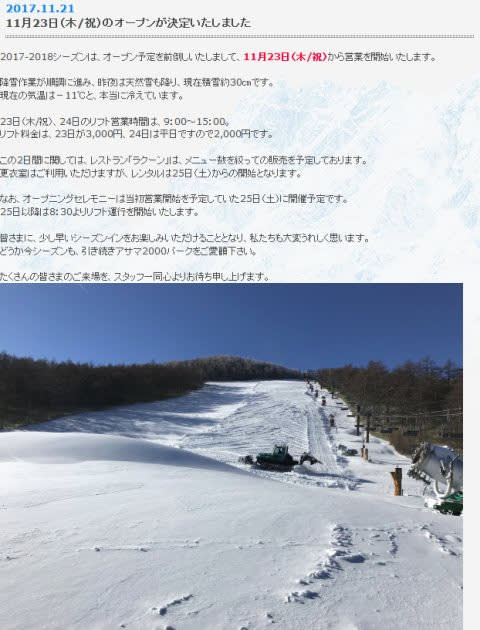 2017.11.21
11月23日(木/祝)のオープンが決定いたしました
2017-2018シーズンは、オープン予定を前倒しいたしまして、11月23日(木/祝)から営業を開始いたします。
降雪作業が順調に進み、昨夜は天然雪も降り、現在積雪約30㎝です。
現在の気温は－11℃と、本当に冷えています。
23日(木/祝)、24日のリフト営業時間は、9：00～15：00。
リフト料金は、23日が3,000円、24日は平日ですので2,000円です。
この2日間に関しては、レストラン「ラクーン」は、メニュー数を絞っての販売を予定しております。
更衣室はご利用いただけますが、レンタルは25日(土)からの開始となります。
なお、オープニングセレモニーは当初営業開始を予定していた25日(土)に開催予定です。
25日以降は8：30よりリフト運行を開始いたします。
皆さまに、少し早いシーズンインをお楽しみいただけることとなり、私たちも大変うれしく思います。
どうか今シーズンも、引き続きアサマ2000パークをご愛顧下さい。
たくさんの皆さまのご来場を、スタッフ一同心よりお待ち申し上げます。